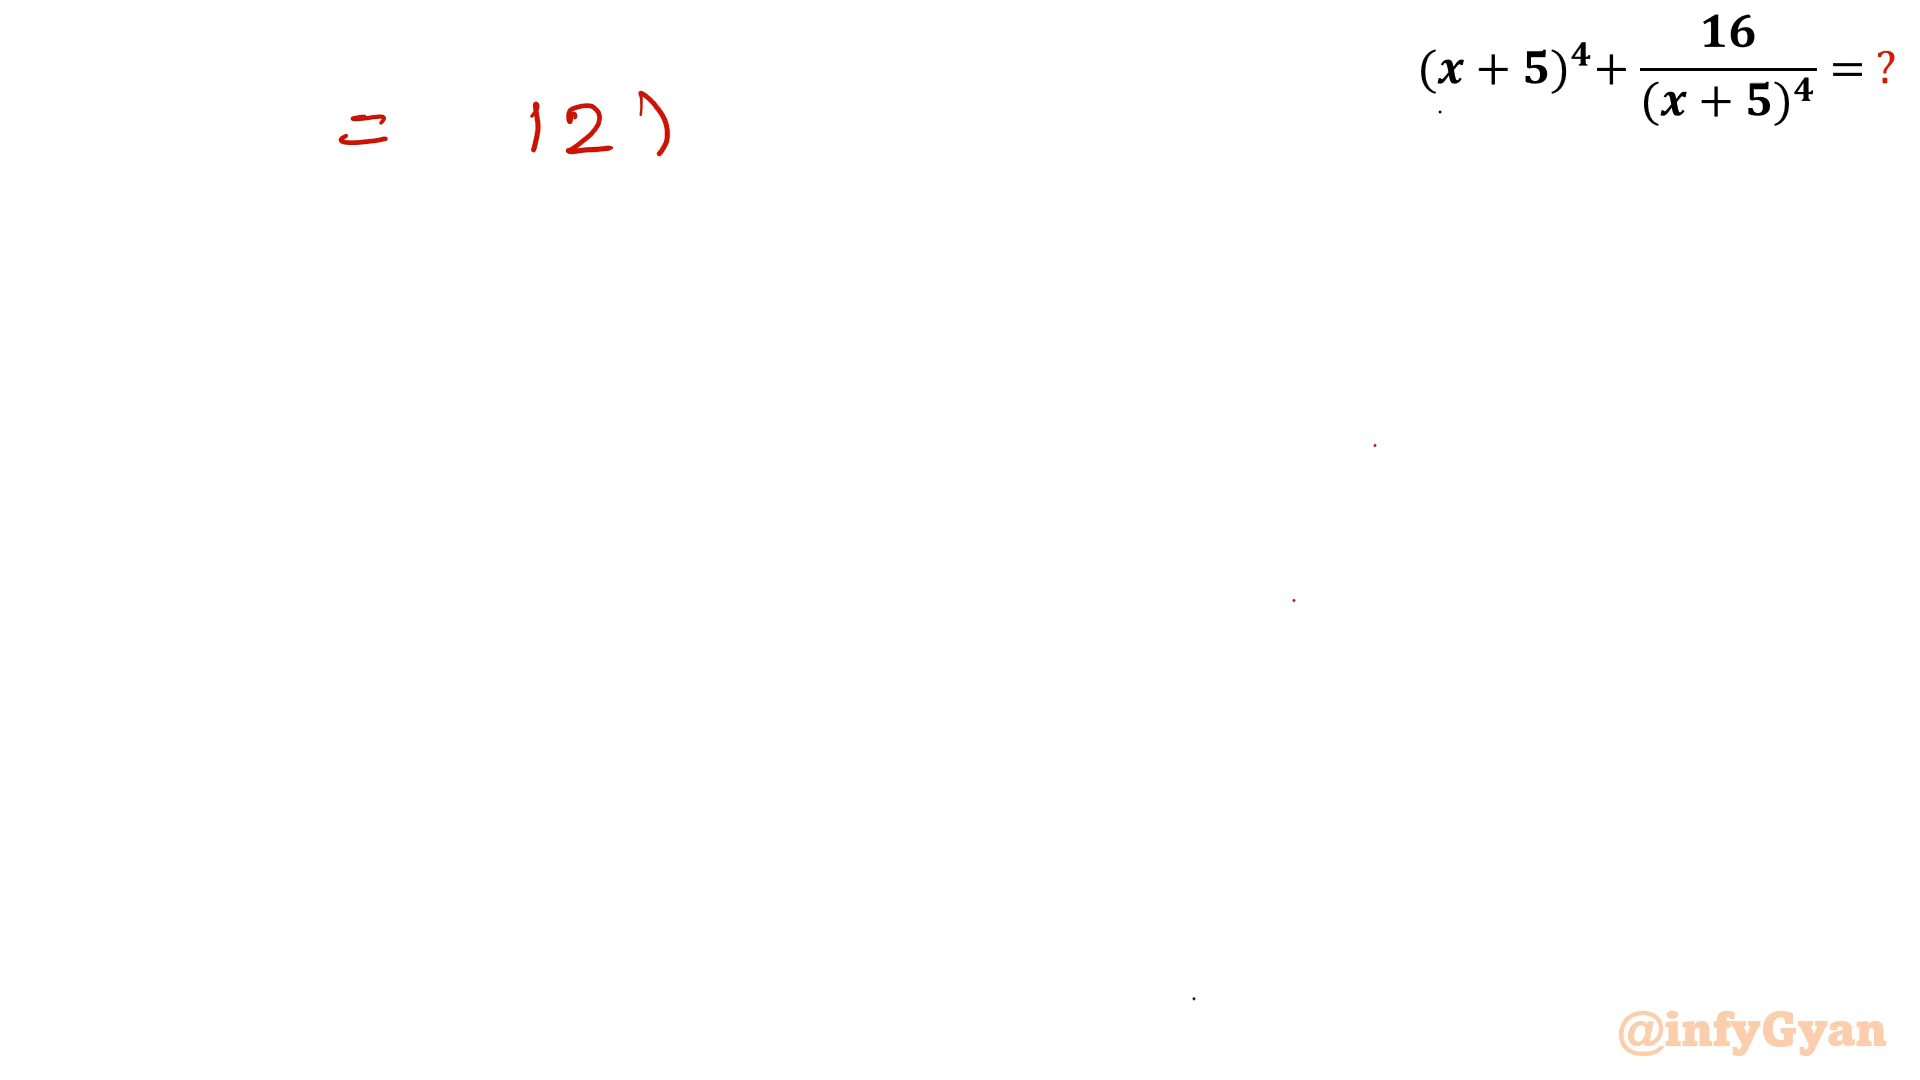 (x + 5)^4 + 16/(x + 5)^4 = ?
= 12
@infyGyan